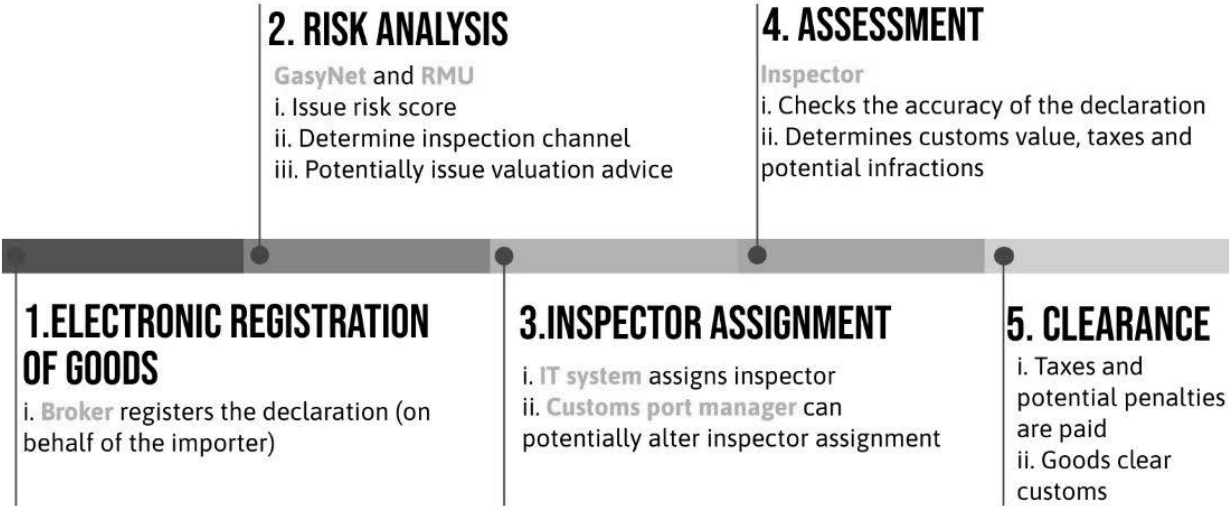 1.ELECTRONIC REGISTRATION
OF GOODS
i. Broker registers the declaration (on
behalf of the importer)
2. RISK ANALYSIS
GasyNet and RMU
i. Issue risk score
ii. Determine inspection channel
iii. Potentially issue valuation advice
3.INSPECTOR ASSIGNMENT
i. IT system assigns inspector
ii. Customs port manager can
potentially alter inspector assignment
4. ASSESSMENT
Inspector
i. Checks the accuracy of the declaration
ii. Determines customs value, taxes and
potential infractions
5. CLEARANCE
i. Taxes and
potential penalties
are paid
ii. Goods clear
customs